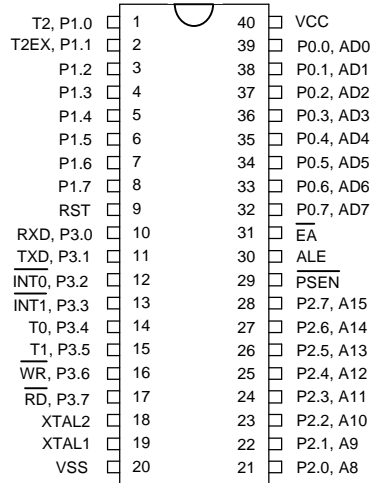 T2, P1.0 1 40 VCC
T2EX, P1.1 2 39 P0.0, AD0
P1.2 3 38 P0.1, AD1
P1.3 4 37 P0.2, AD2
P1.4 5 36 P0.3, AD3
P1.5 6 35 P0.4, AD4
P1.6 7 34 P0.5, AD5
P1.7 8 33 P0.6, AD6
RST 9 32 P0.7, AD7
RXD, P3.0 10 31 EA
TXD, P3.1 11 30 ALE
INT0, P3.2 12 29 PSEN
INT1, P3.3 13 28 P2.7, A15
T0, P3.4 14 27 P2.6, A14
T1, P3.5 15 26 P2.5, A13
WR, P3.6 16 25 P2.4, A12
RD, P3.7 17 24 P2.3, A11
XTAL2 18 23 P2.2, A10
XTAL1 19 22 P2.1, A9
VSS 20 21 P2.0, A8